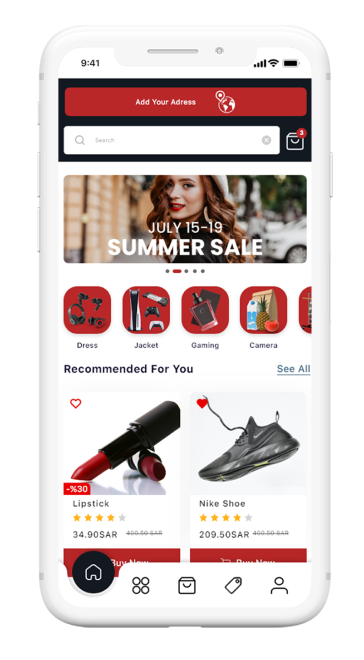 9:41
Add Your Adress
Search
3
JULY 15-19
SUMMER SALE
Dress Jacket Gaming Camera
Recommended For You See All
-%30
Lipstick Nike Shoe
34.90SAR 400.50 SAR 209.50SAR 400.50 SAR
Buy Now Buy Now